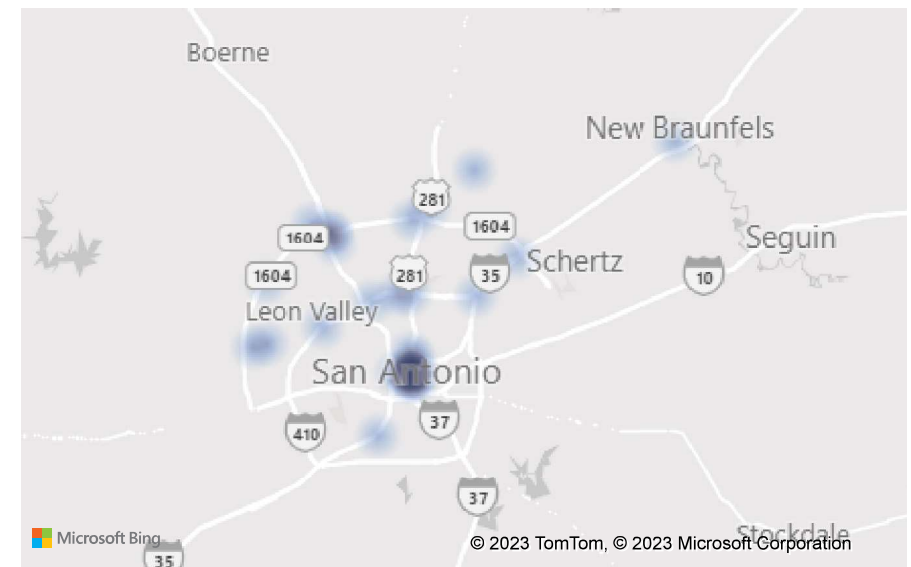 Boerne
New Braunfels
281
1604
1604
Seguin
Schertz
281
35
1604
10
Leon Valley
San Antonio
37
410
37
Stockdale
Microsoft Bing
© 2023 TomTom, © 2023 Microsoft Corporation
35